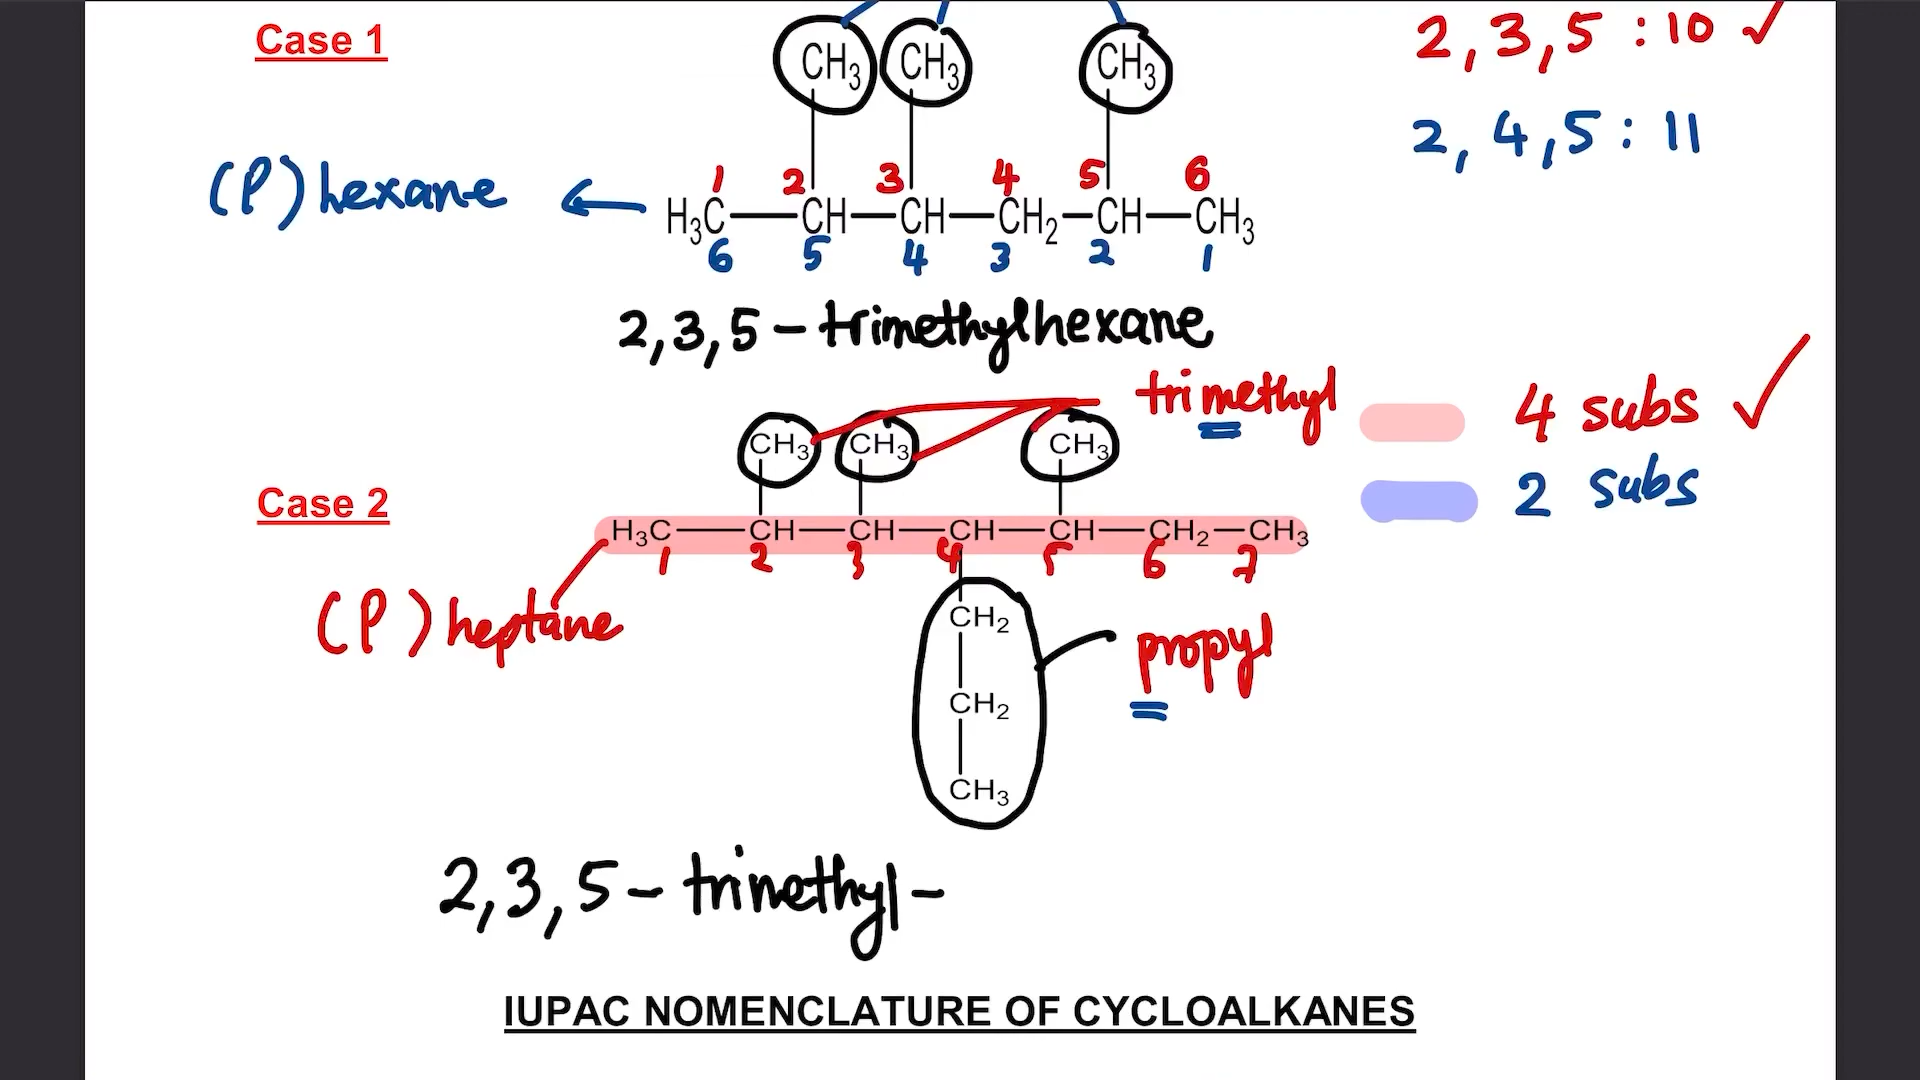 Case 1
CH₃ CH₃ CH₃
2, 3, 5 : 10 ✓
2, 4, 5 : 11
1 2 3 4 5 6
(P) hexane
H₃C—CH—CH—CH₂—CH—CH₃
6 5 4 3 2 1
2,3,5 - trimethylhexane
trimethyl
4 subs ✓
2 subs
CH₃ CH₃ CH₃
Case 2
H₃C—CH—CH—CH—CH—CH₂—CH₃
1 2 3 4 5 6 7
(P) heptane
CH₂
propyl
CH₂
CH₃
2,3,5 - trimethyl -
IUPAC NOMENCLATURE OF CYCLOALKANES